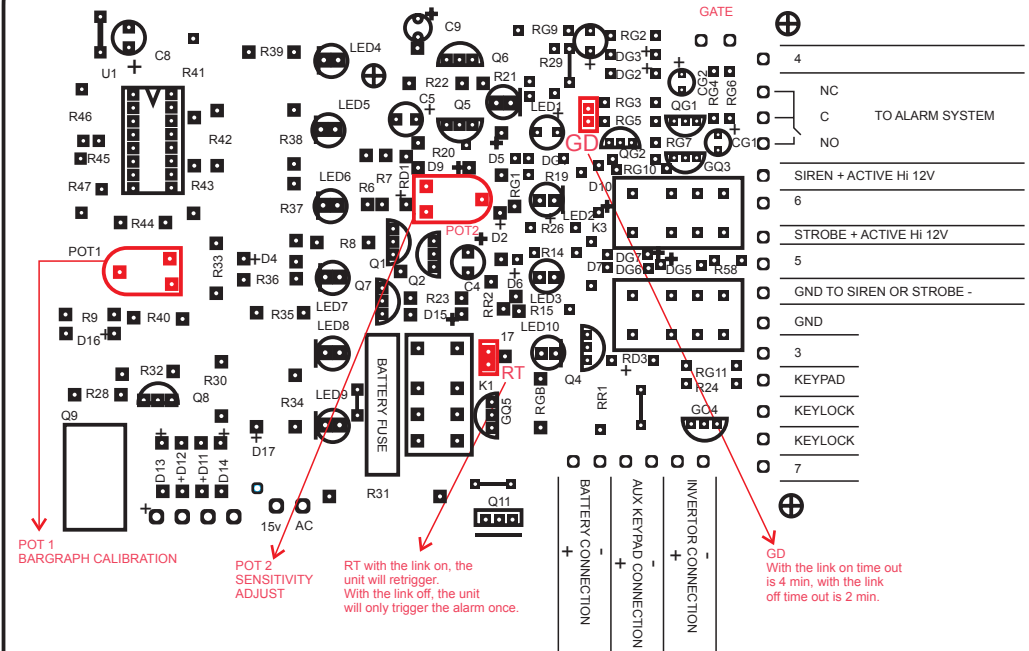 GATE
C9
RG9
RG2
DG3
DG2
R29
C8
U1
R41
R39
LED4
Q6
R22
R21
CG2
RG4
RG6
4
NC
C
NO
TO ALARM SYSTEM
R46
R45
R47
R42
R43
R44
LED5
R38
C5
Q5
LED1
RG3
RG5
GD
QG1
RG7
CG1
QG2
GQ3
RG10
R20
D9
D5
DG
R7
R6
RD1
RG1
R19
D10
LED6
R37
SIREN + ACTIVE Hi 12V
6
STROBE + ACTIVE Hi 12V
5
GND TO SIREN OR STROBE -
GND
3
KEYPAD
KEYLOCK
KEYLOCK
7
POT1
POT2
LED2
K3
R26
D2
R8
Q1
Q2
C4
R14
D7
DG7
DG6
DG5
R58
R33
D4
R36
LED7
Q7
R23
D15
RR2
D6
LED3
R15
R9
D16
R40
R35
LED8
17
RT
LED10
Q4
RD3
RG11
R24
R28
R32
Q8
R30
R34
LED9
BATTERY FUSE
K1
GQ5
RGB
RR1
GQ4
Q9
D13
+D12
+D11
D14
D17
R31
15v
AC
Q11
BATTERY CONNECTION
+ -
AUX KEYPAD CONNECTION
+ -
INVERTOR CONNECTION
+ -
POT 1
BARGRAPH CALIBRATION
POT 2
SENSITIVITY
ADJUST
RT with the link on, the
unit will retrigger.
With the link off, the unit
will only trigger the alarm once.
GD
With the link on time out
is 4 min, with the link
off time out is 2 min.